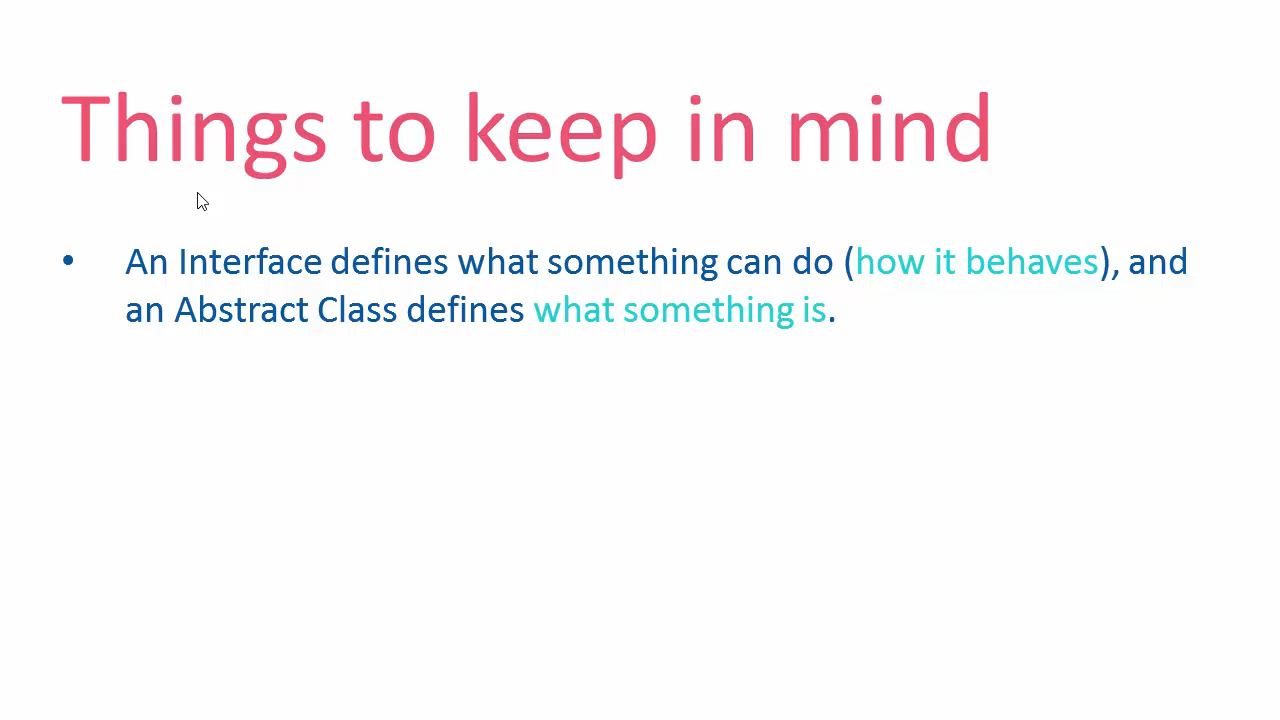 Things to keep in mind
• An Interface defines what something can do (how it behaves), and
an Abstract Class defines what something is.